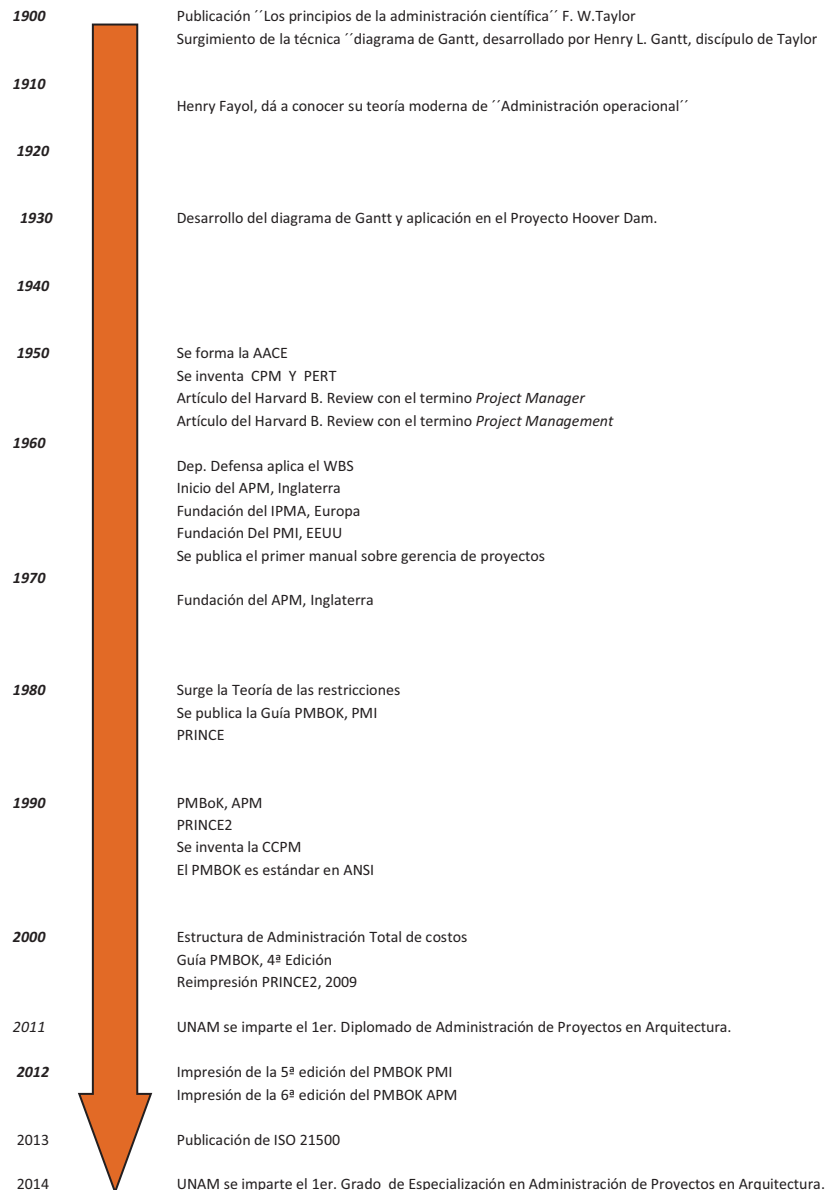 1900 Publicación ´´Los principios de la administración científica´´ F. W.Taylor
Surgimiento de la técnica ´´diagrama de Gantt, desarrollado por Henry L. Gantt, discípulo de Taylor
1910
Henry Fayol, dá a conocer su teoría moderna de ´´Administración operacional´´
1920
1930 Desarrollo del diagrama de Gantt y aplicación en el Proyecto Hoover Dam.
1940
1950 Se forma la AACE
Se inventa CPM Y PERT
Artículo del Harvard B. Review con el termino Project Manager
Artículo del Harvard B. Review con el termino Project Management
1960
Dep. Defensa aplica el WBS
Inicio del APM, Inglaterra
Fundación del IPMA, Europa
Fundación Del PMI, EEUU
Se publica el primer manual sobre gerencia de proyectos
1970
Fundación del APM, Inglaterra
1980 Surge la Teoría de las restricciones
Se publica la Guía PMBOK, PMI
PRINCE
1990 PMBoK, APM
PRINCE2
Se inventa la CCPM
El PMBOK es estándar en ANSI
2000 Estructura de Administración Total de costos
Guía PMBOK, 4ª Edición
Reimpresión PRINCE2, 2009
2011 UNAM se imparte el 1er. Diplomado de Administración de Proyectos en Arquitectura.
2012 Impresión de la 5ª edición del PMBOK PMI
Impresión de la 6ª edición del PMBOK APM
2013 Publicación de ISO 21500
2014 UNAM se imparte el 1er. Grado de Especialización en Administración de Proyectos en Arquitectura.